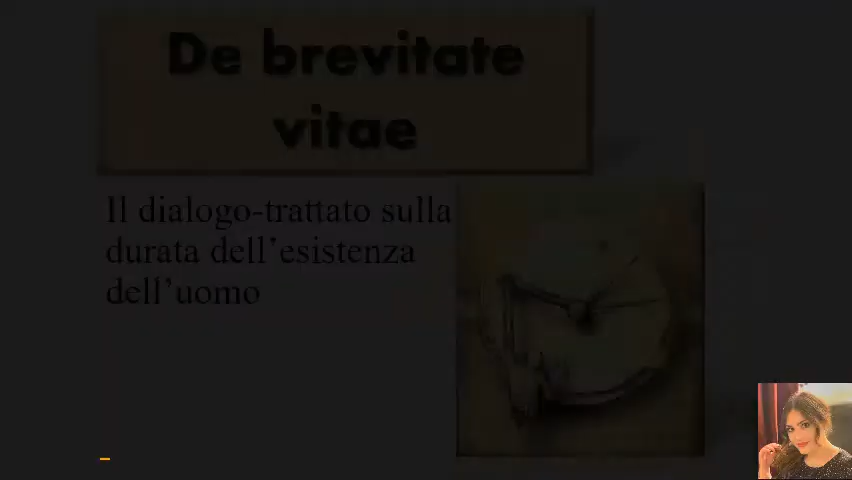 De brevitate
vitae
Il dialogo-trattato sulla
durata dell’esistenza
dell’uomo